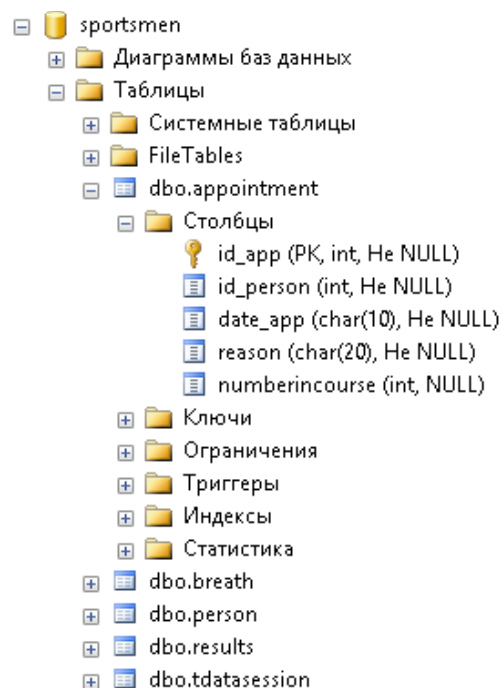 sportsmen
Диаграммы баз данных
Таблицы
Системные таблицы
FileTables
dbo.appointment
Столбцы
id_app (PK, int, Не NULL)
id_person (int, Не NULL)
date_app (char(10), Не NULL)
reason (char(20), Не NULL)
numberincourse (int, NULL)
Ключи
Ограничения
Триггеры
Индексы
Статистика
dbo.breath
dbo.person
dbo.results
dbo.tdatasession